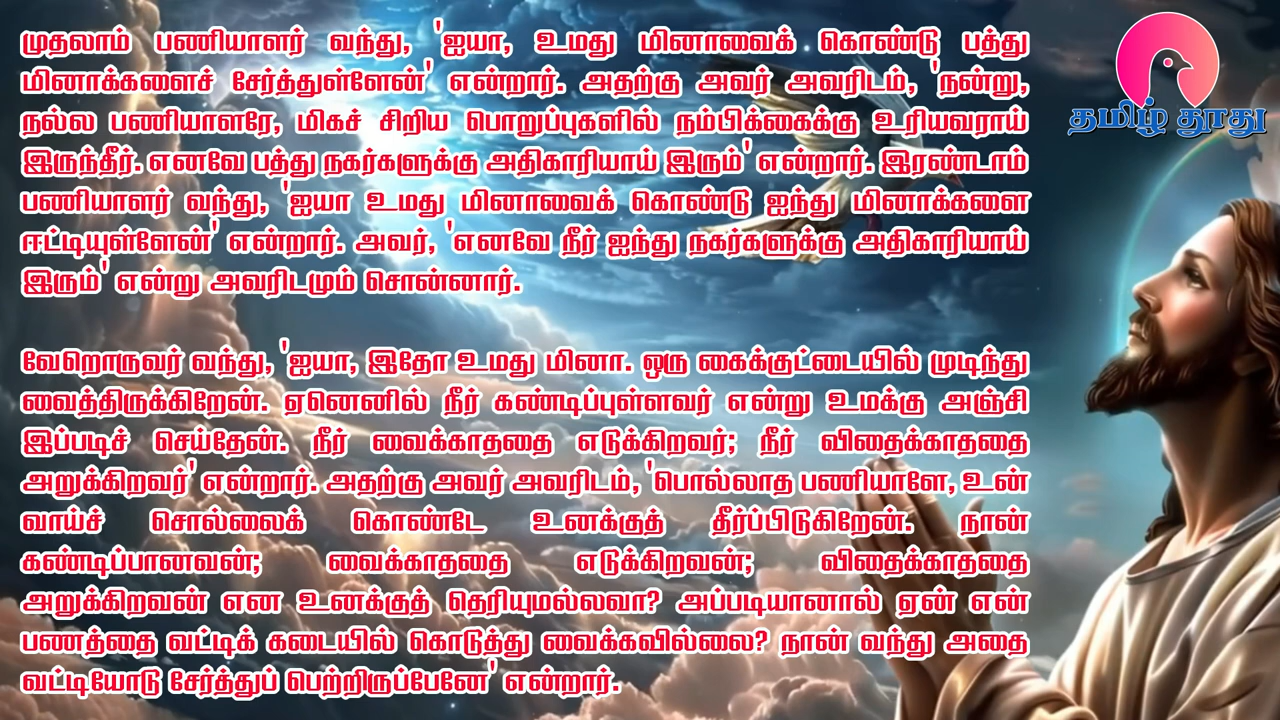 முதலாம் பணியாளர் வந்து, 'ஐயா, உமது மினாவைக் கொண்டு பத்து
மினாக்களைச் சேர்த்துள்ளேன்' என்றார். அதற்கு அவர் அவரிடம், 'நன்று,
நல்ல பணியாளரே, மிகச் சிறிய பொறுப்புகளில் நம்பிக்கைக்கு உரியவராய்
இருந்தீர். எனவே பத்து நகர்களுக்கு அதிகாரியாய் இரும்' என்றார். இரண்டாம்
பணியாளர் வந்து, 'ஐயா உமது மினாவைக் கொண்டு ஐந்து மினாக்களை
ஈட்டியுள்ளேன்' என்றார். அவர், 'எனவே நீர் ஐந்து நகர்களுக்கு அதிகாரியாய்
இரும்' என்று அவரிடமும் சொன்னார்.
வேறொருவர் வந்து, 'ஐயா, இதோ உமது மினா. ஒரு கைக்குட்டையில் முடிந்து
வைத்திருக்கிறேன். ஏனெனில் நீர் கண்டிப்புள்ளவர் என்று உமக்கு அஞ்சி
இப்படிச் செய்தேன். நீர் வைக்காததை எடுக்கிறவர்; நீர் விதைக்காததை
அறுக்கிறவர்' என்றார். அதற்கு அவர் அவரிடம், 'பொல்லாத பணியாளே, உன்
வாய்ச் சொல்லைக் கொண்டே உனக்குத் தீர்ப்பிடுகிறேன். நான்
கண்டிப்பானவன்; வைக்காததை எடுக்கிறவன்; விதைக்காததை
அறுக்கிறவன் என உனக்குத் தெரியுமல்லவா? அப்படியானால் ஏன் என்
பணத்தை வட்டிக் கடையில் கொடுத்து வைக்கவில்லை? நான் வந்து அதை
வட்டியோடு சேர்த்துப் பெற்றிருப்பேனே' என்றார்.
தமிழ் தூது